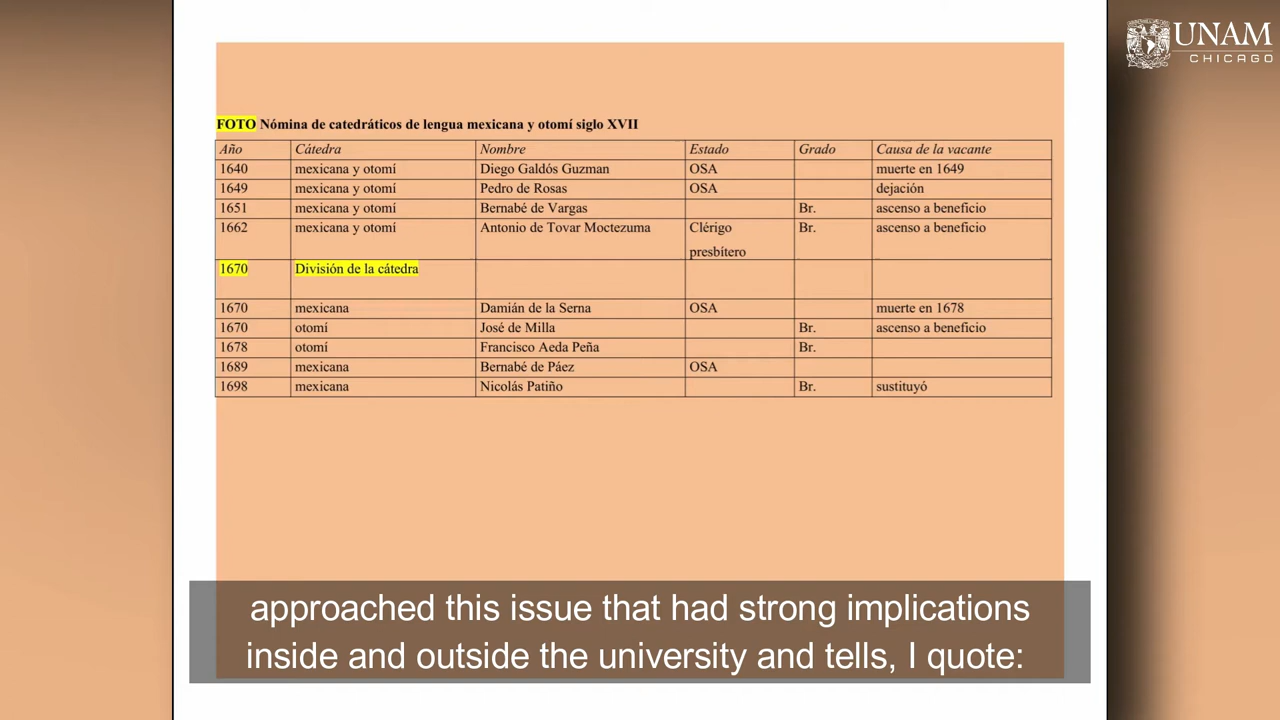 UNAM
CHICAGO
FOTO Nómina de catedráticos de lengua mexicana y otomí siglo XVII
Año Cátedra Nombre Estado Grado Causa de la vacante
1640 mexicana y otomí Diego Galdós Guzman OSA muerte en 1649
1649 mexicana y otomí Pedro de Rosas OSA dejación
1651 mexicana y otomí Bernabé de Vargas Br. ascenso a beneficio
1662 mexicana y otomí Antonio de Tovar Moctezuma Clérigo Br. ascenso a beneficio
presbítero
1670 División de la cátedra
1670 mexicana Damián de la Serna OSA muerte en 1678
1670 otomí José de Milla Br. ascenso a beneficio
1678 otomí Francisco Aeda Peña Br.
1689 mexicana Bernabé de Páez OSA
1698 mexicana Nicolás Patiño Br. sustituyó
approached this issue that had strong implications
inside and outside the university and tells, I quote: